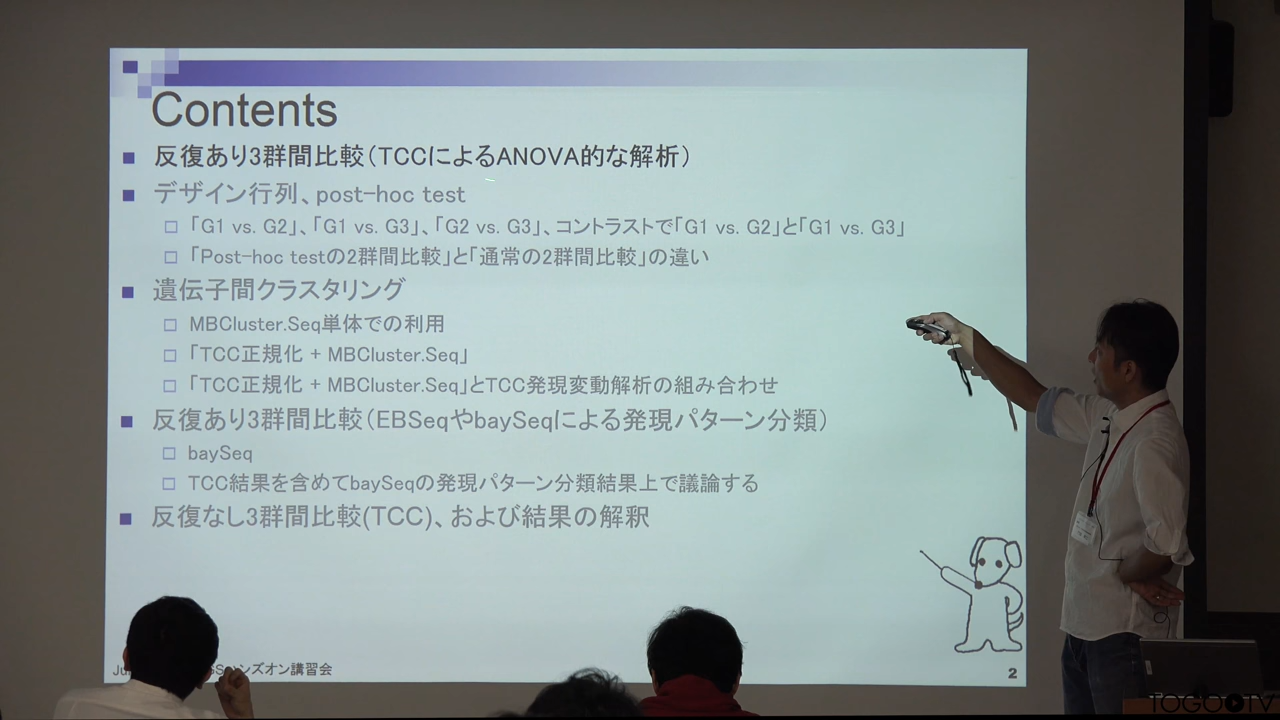 Contents
反復あり3群間比較(TCCによるANOVA的な解析)
デザイン行列、post-hoc test
「G1 vs. G2」、「G1 vs. G3」、「G2 vs. G3」、コントラストで「G1 vs. G2」と「G1 vs. G3」
「Post-hoc testの2群間比較」と「通常の2群間比較」の違い
遺伝子間クラスタリング
MBCluster.Seq単体での利用
「TCC正規化 + MBCluster.Seq」
「TCC正規化 + MBCluster.Seq」とTCC発現変動解析の組み合わせ
反復あり3群間比較(EBSeqやbaySeqによる発現パターン分類)
baySeq
TCC結果を含めてbaySeqの発現パターン分類結果上で議論する
反復なし3群間比較(TCC)、および結果の解釈
ンズオン講習会
2
TOGOTV